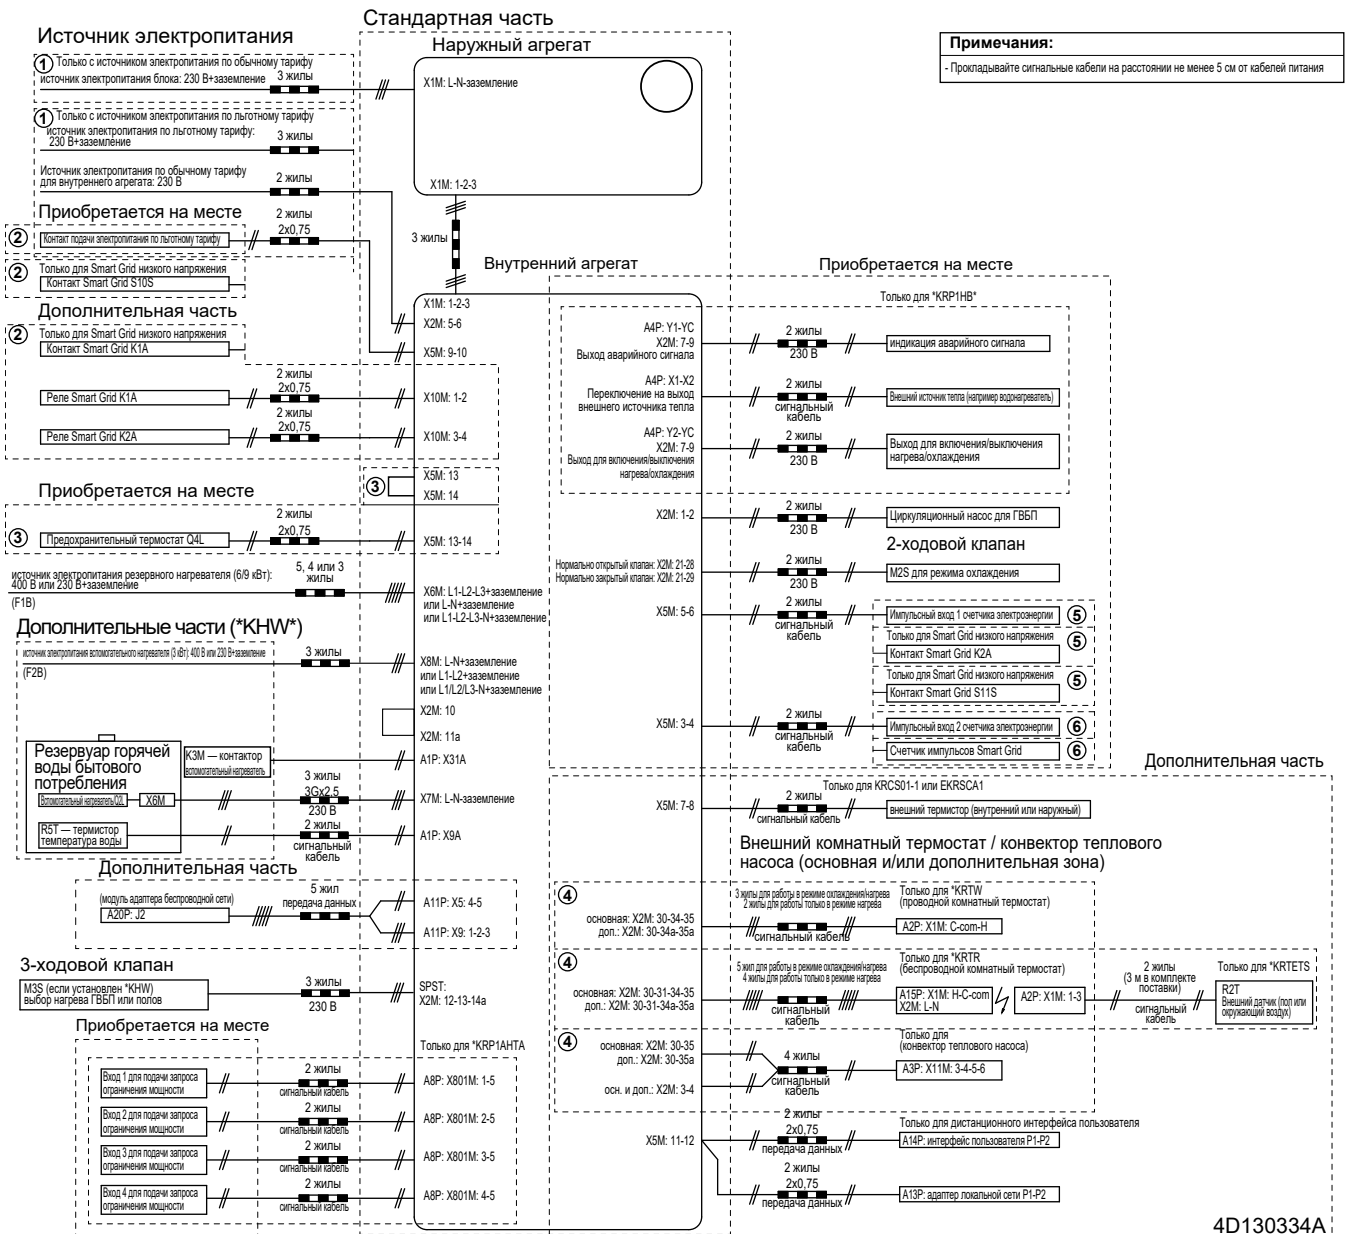 Стандартная часть
Источник электропитания
Наружный агрегат
Примечания:
- Прокладывайте сигнальные кабели на расстоянии не менее 5 см от кабелей питания
1
Только с источником электропитания по обычному тарифу
источник электропитания блока: 230 В+заземление
3 жилы
X1M: L-N-заземление
1
Только с источником электропитания по льготному тарифу
источник электропитания по льготному тарифу:
230 В+заземление
3 жилы
Источник электропитания по обычному тарифу
для внутреннего агрегата: 230 В
2 жилы
X1M: 1-2-3
3 жилы
Приобретается на месте
2
Контакт подачи электропитания по льготному тарифу
2 жилы
2x0,75
2
Только для Smart Grid низкого напряжения
Контакт Smart Grid S10S
Дополнительная часть
2
Только для Smart Grid низкого напряжения
Контакт Smart Grid K1A
Реле Smart Grid K1A
2 жилы
2x0,75
X10M: 1-2
Реле Smart Grid K2A
2 жилы
2x0,75
X10M: 3-4
Внутренний агрегат
X1M: 1-2-3
X2M: 5-6
X5M: 9-10
3
X5M: 13
X5M: 14
Приобретается на месте
3
Предохранительный термостат Q4L
2 жилы
2x0,75
X5M: 13-14
источник электропитания резервного нагревателя (6/9 кВт):
400 В или 230 В+заземление
(F1B)
5, 4 или 3
жилы
X6M: L1-L2-L3+заземление
или L-N+заземление
или L1-L2-L3-N+заземление
Дополнительные части (*KHW*)
источник электропитания вспомогательного нагревателя (3 кВт): 400 В или 230 В+заземление
(F2B)
3 жилы
X8M: L-N+заземление
или L1-L2+заземление
или L1/L2/L3-N+заземление
X2M: 10
X2M: 11a
Резервуар горячей
воды бытового
потребления
K3M — контактор
вспомогательный нагреватель
A1P: X31A
Вспомогательный нагреватель/Q2L
X6M
3 жилы
3Gx2,5
230 В
X7M: L-N-заземление
R5T — термистор
температура воды
2 жилы
сигнальный
кабель
A1P: X9A
Дополнительная часть
(модуль адаптера беспроводной сети)
A20P: J2
5 жил
передача данных
A11P: X5: 4-5
A11P: X9: 1-2-3
3-ходовой клапан
M3S (если установлен *KHW)
выбор нагрева ГВБП или полов
3 жилы
230 В
SPST:
X2M: 12-13-14a
Приобретается на месте
Только для *KRP1AHTA
Вход 1 для подачи запроса
ограничения мощности
2 жилы
сигнальный кабель
A8P: X801M: 1-5
Вход 2 для подачи запроса
ограничения мощности
2 жилы
сигнальный кабель
A8P: X801M: 2-5
Вход 3 для подачи запроса
ограничения мощности
2 жилы
сигнальный кабель
A8P: X801M: 3-5
Вход 4 для подачи запроса
ограничения мощности
2 жилы
сигнальный кабель
A8P: X801M: 4-5
Приобретается на месте
Только для *KRP1HB*
A4P: Y1-YC
X2M: 7-9
Выход аварийного сигнала
2 жилы
230 В
индикация аварийного сигнала
A4P: X1-X2
Переключение на выход
внешнего источника тепла
2 жилы
сигнальный
кабель
Внешний источник тепла (например водонагреватель)
A4P: Y2-YC
X2M: 7-9
Выход для включения/выключения
нагрева/охлаждения
2 жилы
230 В
Выход для включения/выключения
нагрева/охлаждения
X2M: 1-2
2 жилы
230 В
Циркуляционный насос для ГВБП
2-ходовой клапан
Нормально открытый клапан: X2M: 21-28
Нормально закрытый клапан: X2M: 21-29
2 жилы
230 В
M2S для режима охлаждения
X5M: 5-6
2 жилы
сигнальный
кабель
Импульсный вход 1 счетчика электроэнергии
5
Только для Smart Grid низкого напряжения
Контакт Smart Grid K2A
5
Только для Smart Grid низкого напряжения
Контакт Smart Grid S11S
5
X5M: 3-4
2 жилы
сигнальный
кабель
Импульсный вход 2 счетчика электроэнергии
6
Счетчик импульсов Smart Grid
6
Дополнительная часть
Только для KRCS01-1 или EKRSCA1
X5M: 7-8
2 жилы
сигнальный кабель
внешний термистор (внутренний или наружный)
Внешний комнатный термостат / конвектор теплового
насоса (основная и/или дополнительная зона)
4
3 жилы для работы в режиме охлаждения/нагрева
2 жилы для работы только в режиме нагрева
Только для *KRTW
(проводной комнатный термостат)
основная: X2M: 30-34-35
доп.: X2M: 30-34a-35a
сигнальный кабель
A2P: X1M: C-com-H
4
5 жил для работы в режиме охлаждения/нагрева
4 жилы для работы только в режиме нагрева
Только для *KRTR
(беспроводной комнатный термостат)
2 жилы
(3 м в комплекте
поставки)
Только для *KRTETS
основная: X2M: 30-31-34-35
доп.: X2M: 30-31-34a-35a
сигнальный
кабель
A15P: X1M: H-C-com
X2M: L-N
A2P: X1M: 1-3
сигнальный
кабель
R2T
Внешний датчик (пол или
окружающий воздух)
4
основная: X2M: 30-35
доп.: X2M: 30-35a
осн. и доп.: X2M: 3-4
4 жилы
сигнальный
кабель
Только для
(конвектор теплового насоса)
A3P: X11M: 3-4-5-6
X5M: 11-12
2 жилы
2x0,75
передача данных
Только для дистанционного интерфейса пользователя
A14P: интерфейс пользователя P1-P2
2 жилы
2x0,75
передача данных
A13P: адаптер локальной сети P1-P2
4D130334A